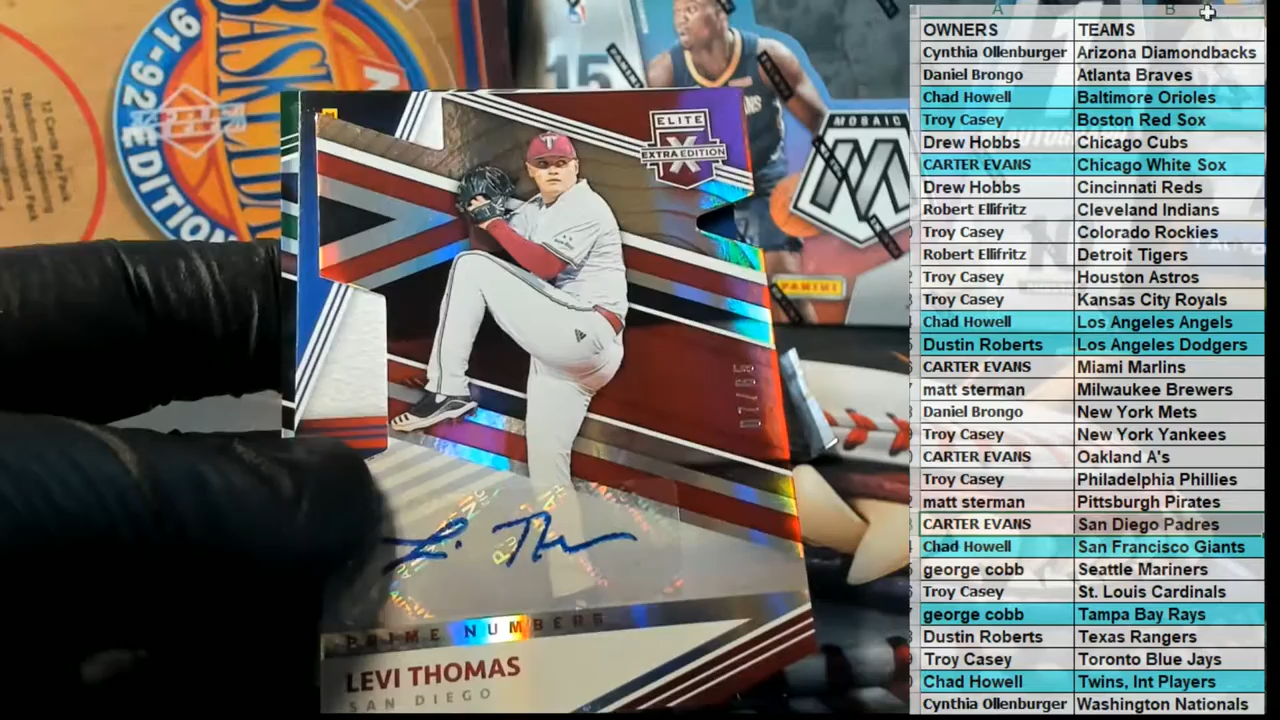 91-92
EDITION
12 Cards Per Pack
15
MOSAIC
PANINI
ELITE
X
EXTRA EDITION
T
L. Th
PRIME NUMBERS
LEVI THOMAS
SAN DIEGO
A B
OWNERS TEAMS
Cynthia Ollenburger Arizona Diamondbacks
Daniel Brongo Atlanta Braves
Chad Howell Baltimore Orioles
Troy Casey Boston Red Sox
Drew Hobbs Chicago Cubs
CARTER EVANS Chicago White Sox
Drew Hobbs Cincinnati Reds
Robert Ellifritz Cleveland Indians
Troy Casey Colorado Rockies
Robert Ellifritz Detroit Tigers
Troy Casey Houston Astros
Troy Casey Kansas City Royals
Chad Howell Los Angeles Angels
Dustin Roberts Los Angeles Dodgers
CARTER EVANS Miami Marlins
matt sterman Milwaukee Brewers
Daniel Brongo New York Mets
Troy Casey New York Yankees
CARTER EVANS Oakland A's
Troy Casey Philadelphia Phillies
matt sterman Pittsburgh Pirates
CARTER EVANS San Diego Padres
Chad Howell San Francisco Giants
george cobb Seattle Mariners
Troy Casey St. Louis Cardinals
george cobb Tampa Bay Rays
Dustin Roberts Texas Rangers
Troy Casey Toronto Blue Jays
Chad Howell Twins, Int Players
Cynthia Ollenburger Washington Nationals